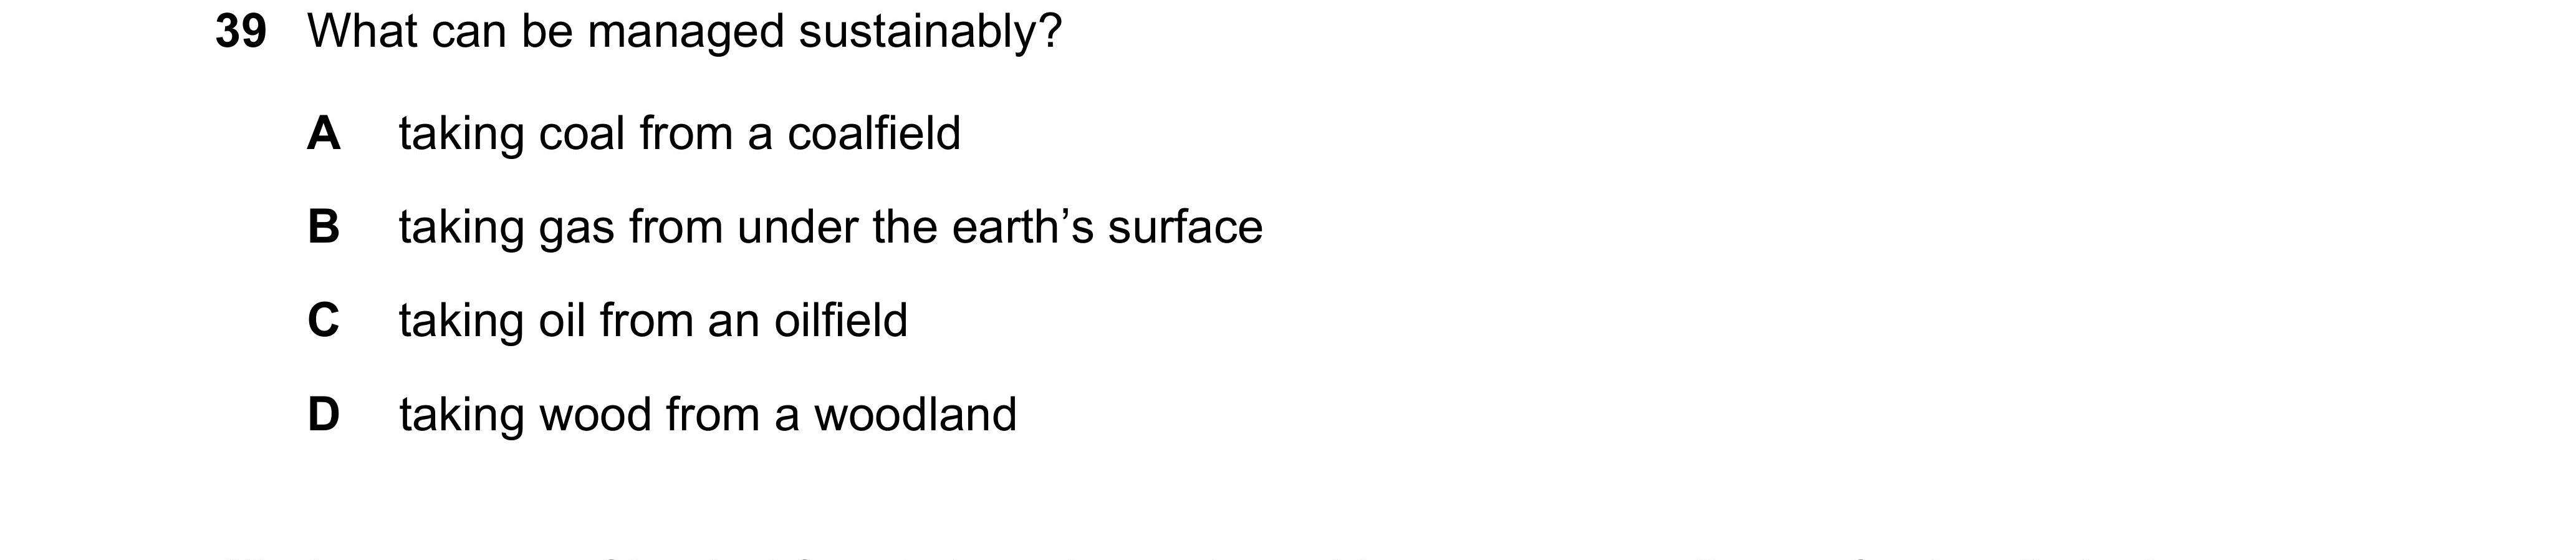 39 What can be managed sustainably?
A taking coal from a coalfield
B taking gas from under the earth’s surface
C taking oil from an oilfield
D taking wood from a woodland